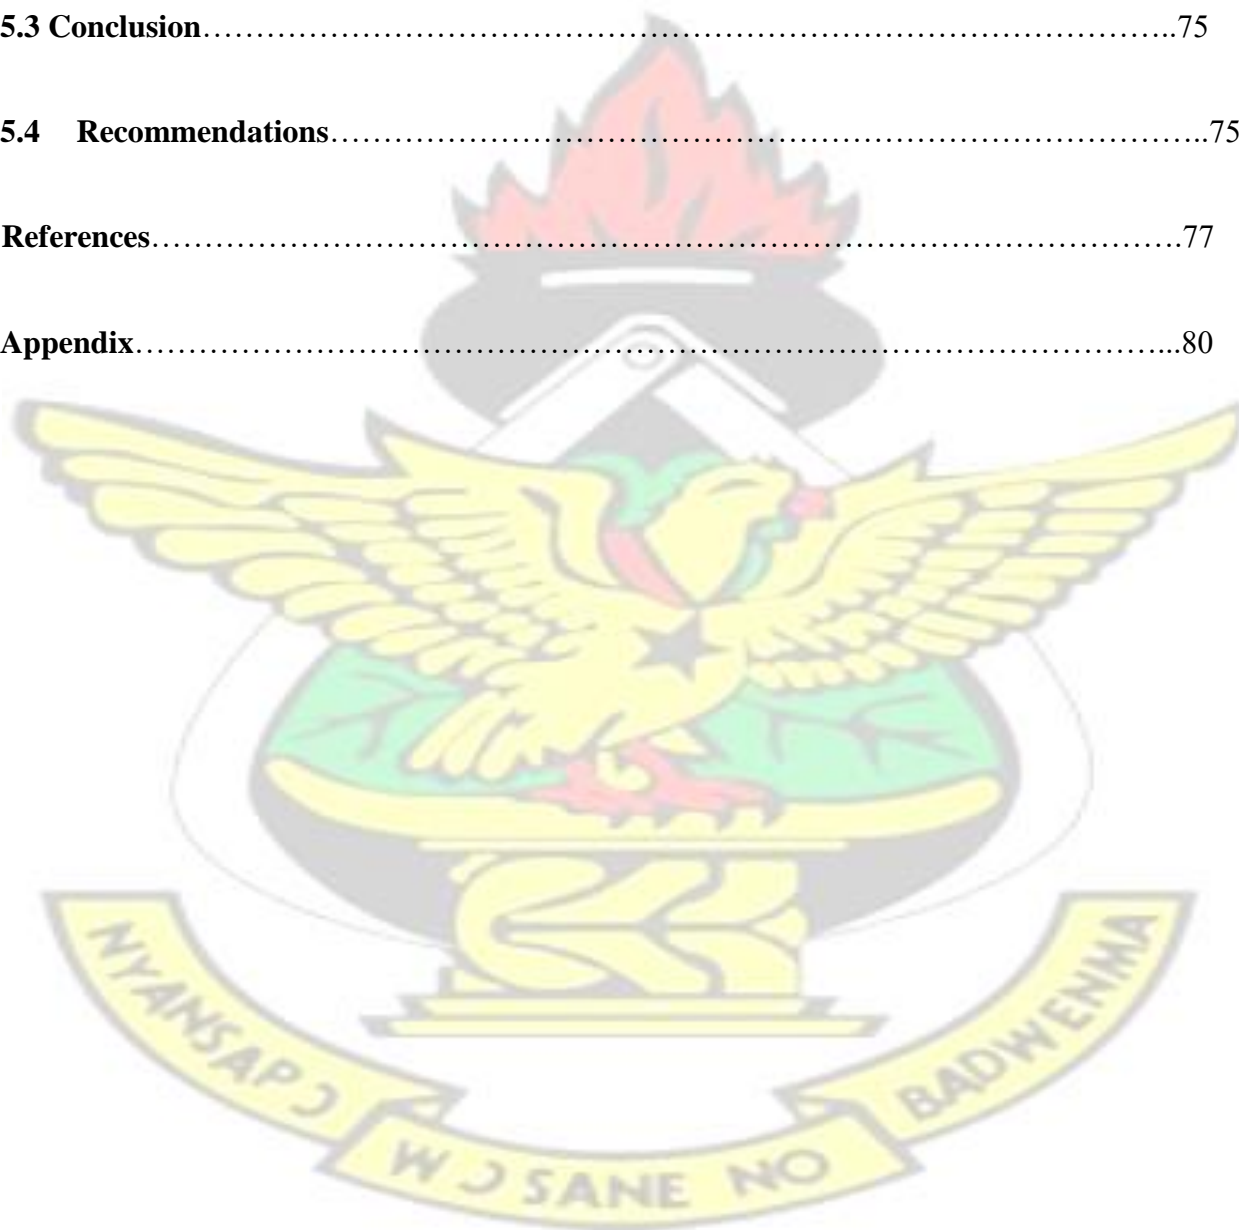 5.3 Conclusion……………………………………………………………………………..75
5.4 Recommendations……………………………………………………………………..75
References………………………………………………………………………………….77
Appendix…………………………………………………………………………………...80
NYANSAPƆ
WƆSANE NO
BADWENMA